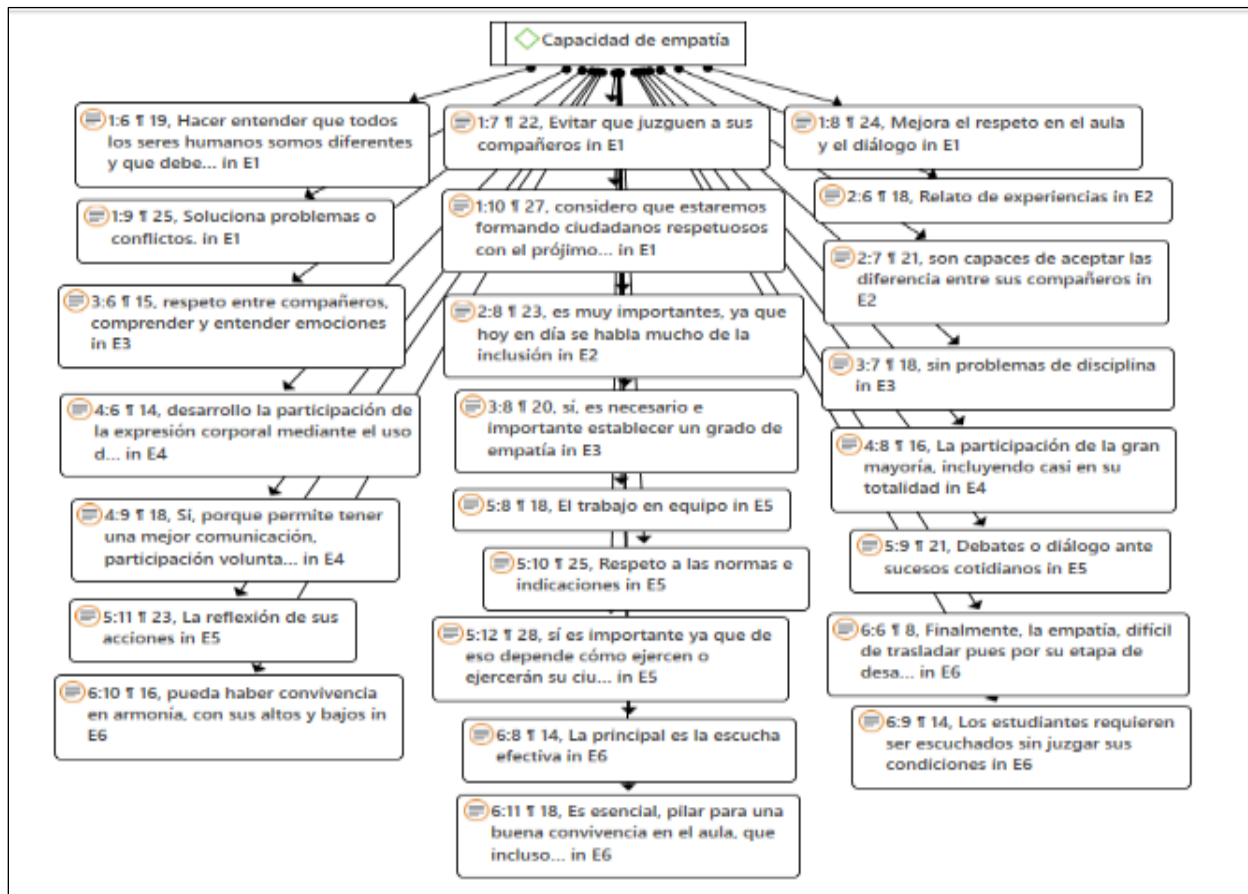 Capacidad de empatía
1:6 ¶ 19, Hacer entender que todos
los seres humanos somos diferentes
y que debe... in E1
1:7 ¶ 22, Evitar que juzguen a sus
compañeros in E1
1:8 ¶ 24, Mejora el respeto en el aula
y el diálogo in E1
1:9 ¶ 25, Soluciona problemas o
conflictos. in E1
1:10 ¶ 27, considero que estaremos
formando ciudadanos respetuosos
con el prójimo... in E1
2:6 ¶ 18, Relato de experiencias in E2
2:7 ¶ 21, son capaces de aceptar las
diferencia entre sus compañeros in
E2
3:6 ¶ 15, respeto entre compañeros,
comprender y entender emociones
in E3
2:8 ¶ 23, es muy importantes, ya que
hoy en día se habla mucho de la
inclusión in E2
3:7 ¶ 18, sin problemas de disciplina
in E3
4:6 ¶ 14, desarrollo la participación de
la expresión corporal mediante el uso
d... in E4
3:8 ¶ 20, sí, es necesario e
importante establecer un grado de
empatía in E3
4:8 ¶ 16, La participación de la gran
mayoría, incluyendo casi en su
totalidad in E4
4:9 ¶ 18, Sí, porque permite tener
una mejor comunicación,
participación volunta... in E4
5:8 ¶ 18, El trabajo en equipo in E5
5:9 ¶ 21, Debates o diálogo ante
sucesos cotidianos in E5
5:10 ¶ 25, Respeto a las normas e
indicaciones in E5
5:11 ¶ 23, La reflexión de sus
acciones in E5
5:12 ¶ 28, sí es importante ya que de
eso depende cómo ejercen o
ejercerán su ciu... in E5
6:6 ¶ 8, Finalmente, la empatía, difícil
de trasladar pues por su etapa de
desa... in E6
6:10 ¶ 16, pueda haber convivencia
en armonía, con sus altos y bajos in
E6
6:8 ¶ 14, La principal es la escucha
efectiva in E6
6:9 ¶ 14, Los estudiantes requieren
ser escuchados sin juzgar sus
condiciones in E6
6:11 ¶ 18, Es esencial, pilar para una
buena convivencia en el aula, que
incluso... in E6